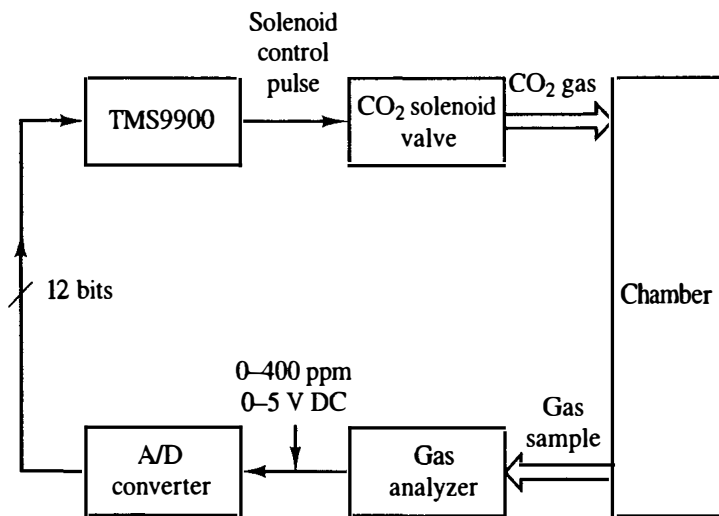 Solenoid
control
pulse
TMS9900
CO₂ solenoid
valve
CO₂ gas
12 bits
Chamber
0–400 ppm
0–5 V DC
Gas
sample
A/D
converter
Gas
analyzer